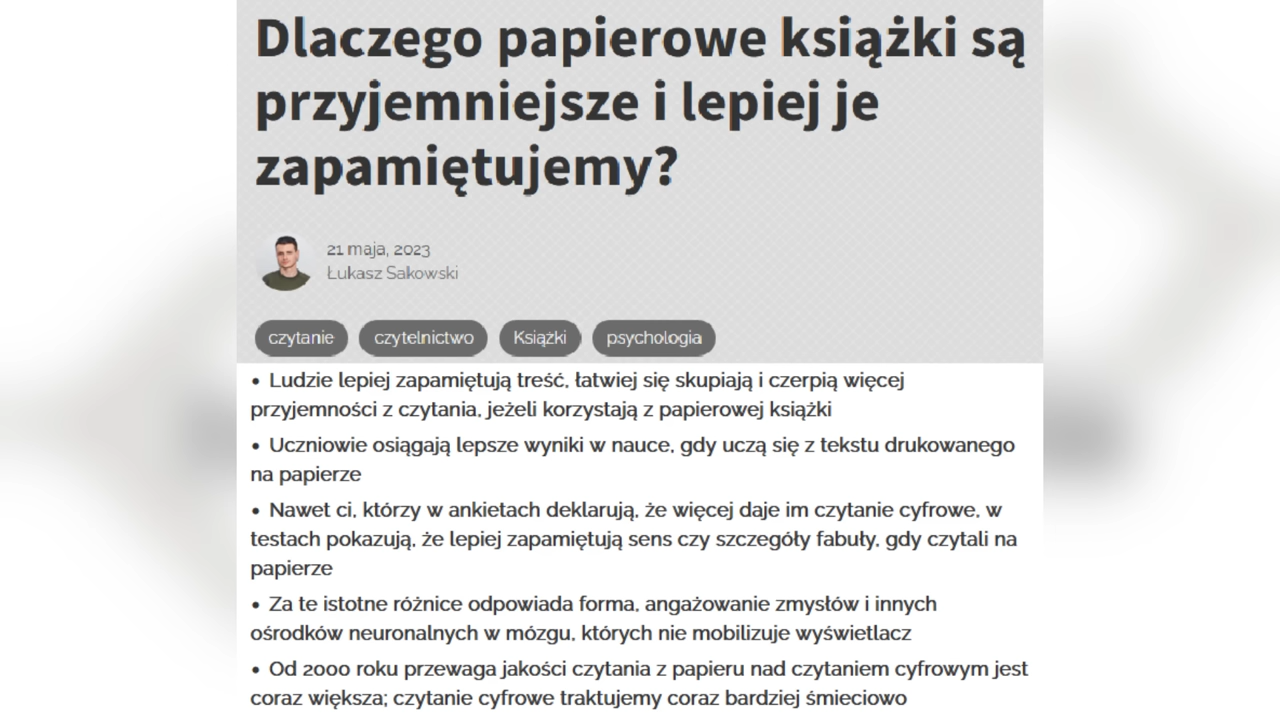 Dlaczego papierowe książki są
przyjemniejsze i lepiej je
zapamiętujemy?
21 maja, 2023
Łukasz Sakowski
czytanie
czytelnictwo
Książki
psychologia
• Ludzie lepiej zapamiętują treść, łatwiej się skupiają i czerpią więcej
przyjemności z czytania, jeżeli korzystają z papierowej książki
• Uczniowie osiągają lepsze wyniki w nauce, gdy uczą się z tekstu drukowanego
na papierze
• Nawet ci, którzy w ankietach deklarują, że więcej daje im czytanie cyfrowe, w
testach pokazują, że lepiej zapamiętują sens czy szczegóły fabuły, gdy czytali na
papierze
• Za te istotne różnice odpowiada forma, angażowanie zmysłów i innych
ośrodków neuronalnych w mózgu, których nie mobilizuje wyświetlacz
• Od 2000 roku przewaga jakości czytania z papieru nad czytaniem cyfrowym jest
coraz większa; czytanie cyfrowe traktujemy coraz bardziej śmieciowo